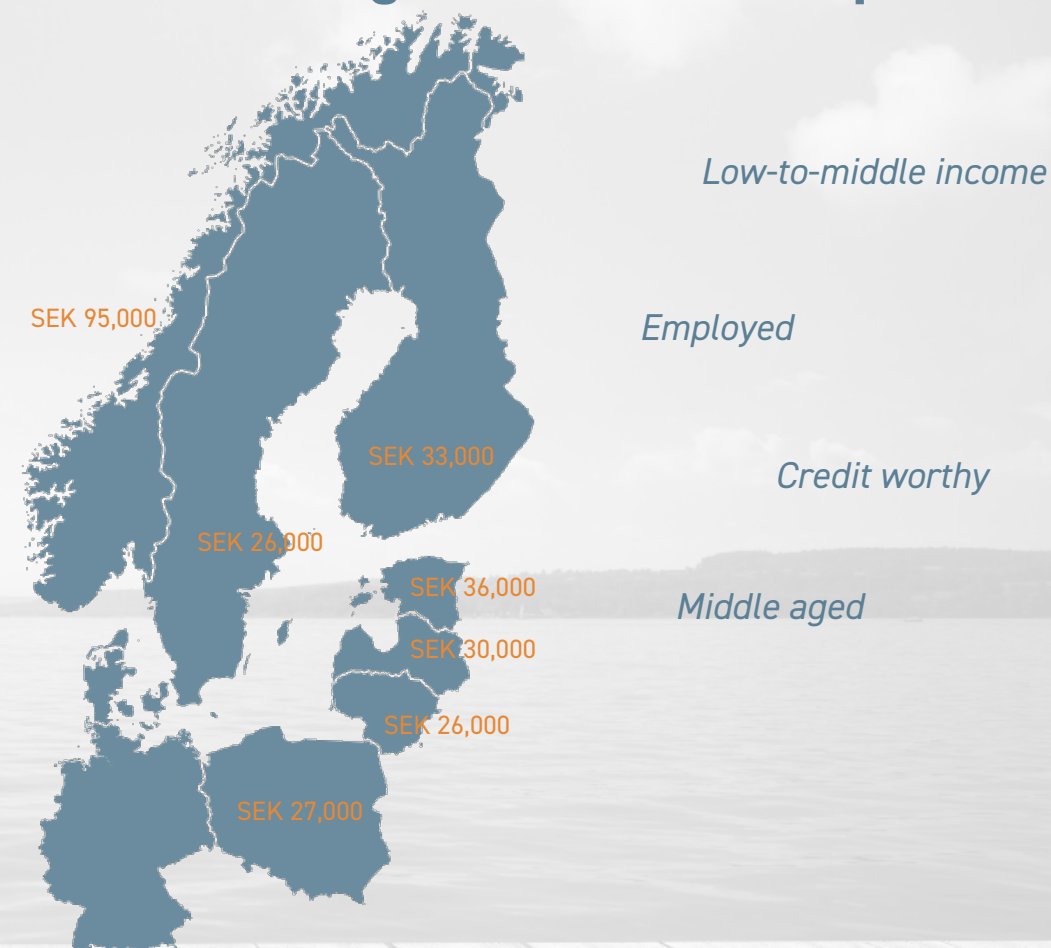 Low-to-middle income
SEK 95,000
Employed
SEK 33,000
Credit worthy
SEK 26,000
SEK 36,000
Middle aged
SEK 30,000
SEK 26,000
SEK 27,000